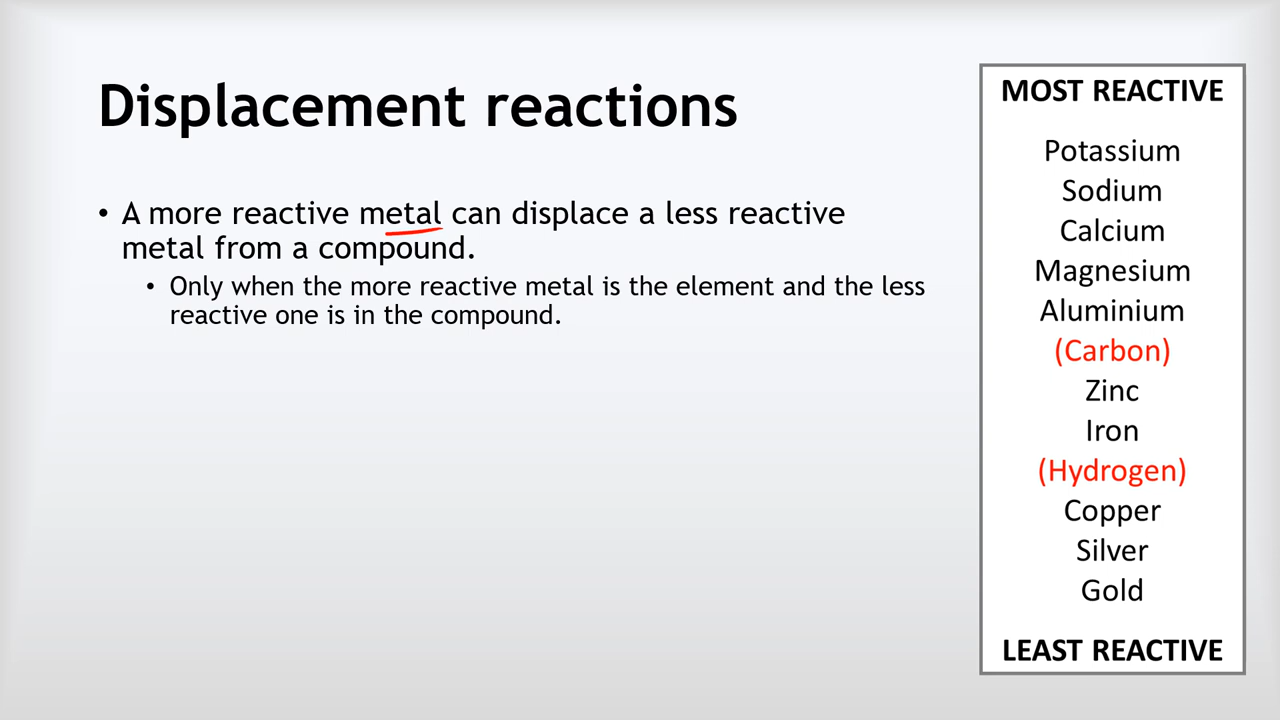 Displacement reactions
• A more reactive metal can displace a less reactive
metal from a compound.
• Only when the more reactive metal is the element and the less
reactive one is in the compound.
MOST REACTIVE
Potassium
Sodium
Calcium
Magnesium
Aluminium
(Carbon)
Zinc
Iron
(Hydrogen)
Copper
Silver
Gold
LEAST REACTIVE